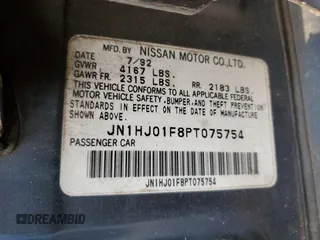 MFD. BY NISSAN MOTOR CO., LTD.
DATE 7/92
GVWR 4167 LBS.
GAWR FR. 2315 LBS. RR. 2183 LBS.
THIS VEHICLE CONFORMS TO ALL APPLICABLE FEDERAL
MOTOR VEHICLE SAFETY, BUMPER, AND THEFT PREVENTION
STANDARDS IN EFFECT ON THE DATE OF MANUFACTURE
SHOWN ABOVE.
JN1HJ01F8PT075754
PASSENGER CAR
JN1HJ01F8PT075754
DREAMBID